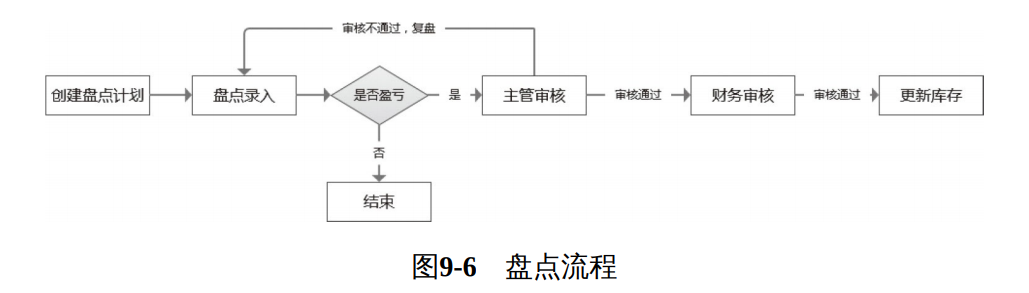 审核不通过，复盘
创建盘点计划
盘点录入
是否盈亏
是
主管审核
审核通过
财务审核
审核通过
更新库存
否
结束
图9-6 盘点流程